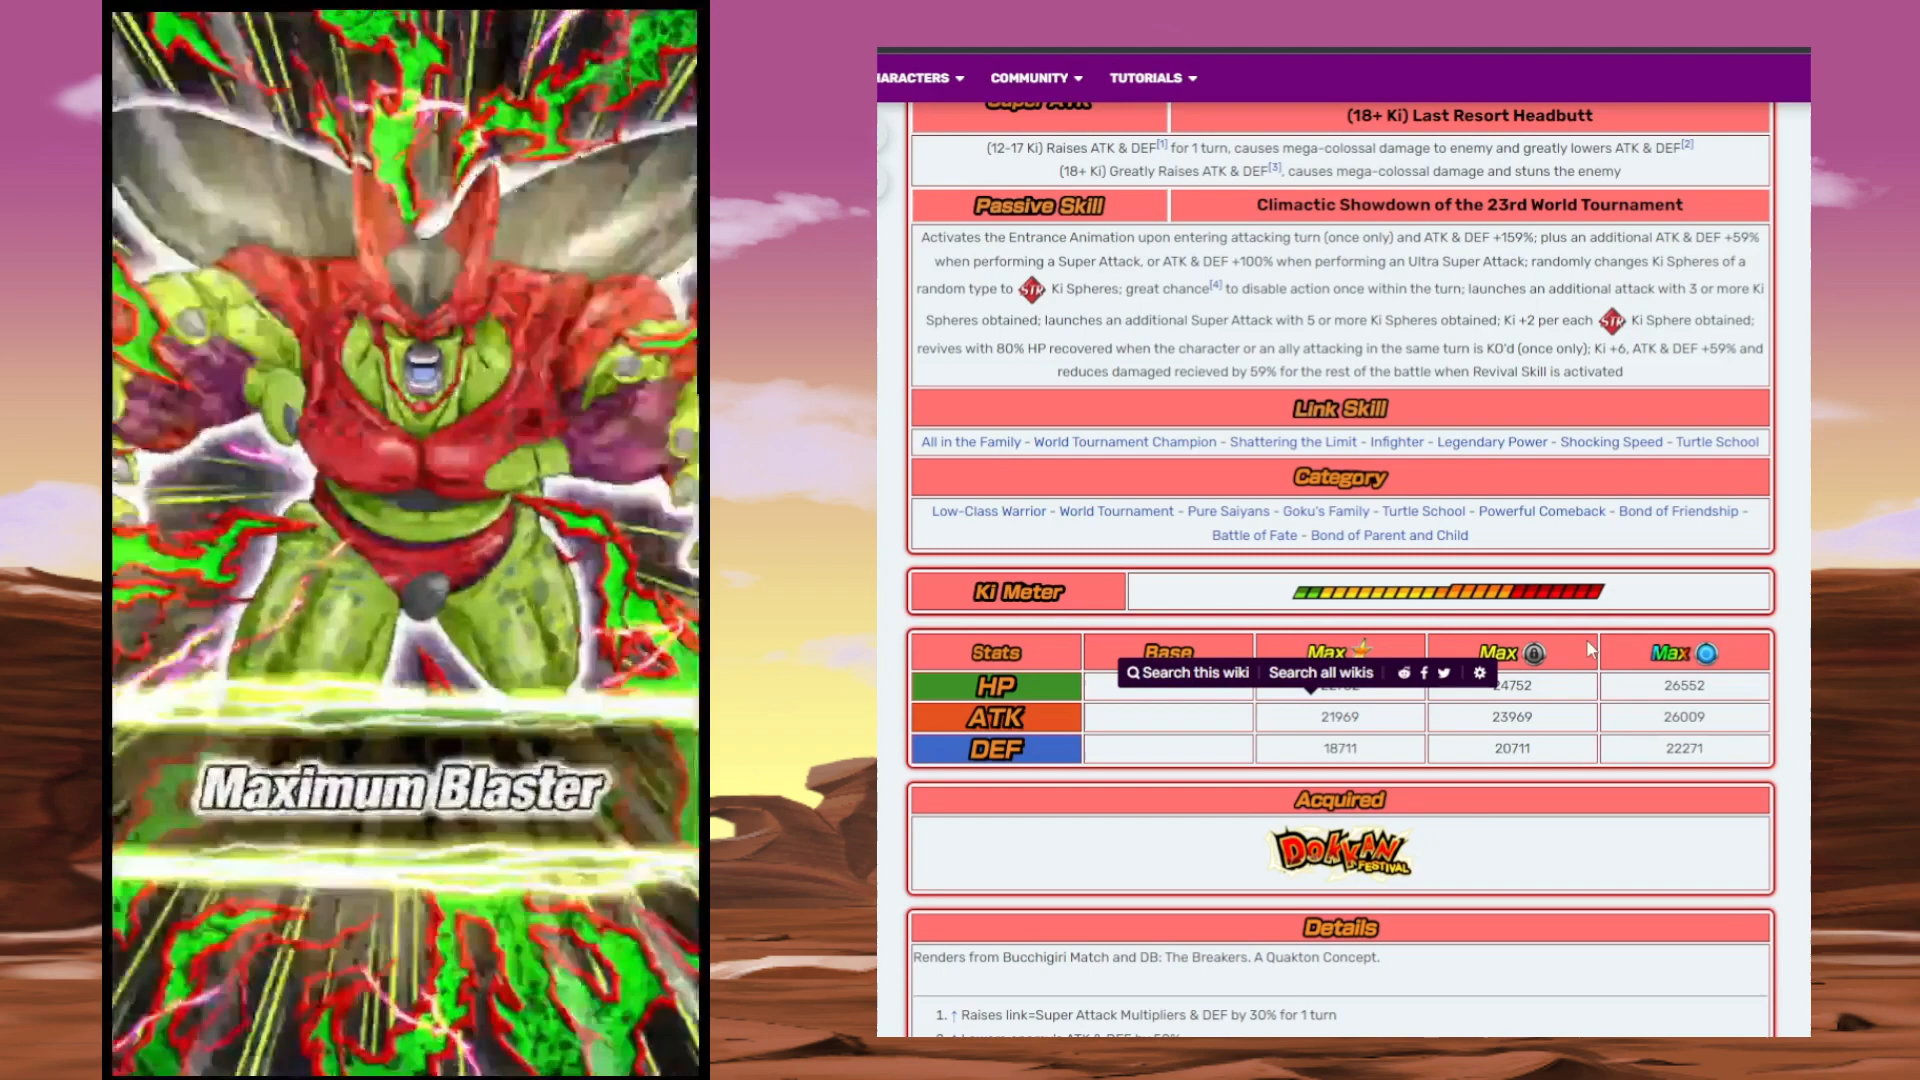 Maximum Blaster
HARACTERS COMMUNITY TUTORIALS
Super ATK
(18+ Ki) Last Resort Headbutt
(12-17 Ki) Raises ATK & DEF[1] for 1 turn, causes mega-colossal damage to enemy and greatly lowers ATK & DEF[2]
(18+ Ki) Greatly Raises ATK & DEF[3], causes mega-colossal damage and stuns the enemy
Passive Skill
Climactic Showdown of the 23rd World Tournament
Activates the Entrance Animation upon entering attacking turn (once only) and ATK & DEF +159%; plus an additional ATK & DEF +59%
when performing a Super Attack, or ATK & DEF +100% when performing an Ultra Super Attack; randomly changes Ki Spheres of a
random type to STR Ki Spheres; great chance[4] to disable action once within the turn; launches an additional attack with 3 or more Ki
Spheres obtained; launches an additional Super Attack with 5 or more Ki Spheres obtained; Ki +2 per each STR Ki Sphere obtained;
revives with 80% HP recovered when the character or an ally attacking in the same turn is KO'd (once only); Ki +6, ATK & DEF +59% and
reduces damaged recieved by 59% for the rest of the battle when Revival Skill is activated
Link Skill
All in the Family - World Tournament Champion - Shattering the Limit - Infighter - Legendary Power - Shocking Speed - Turtle School
Category
Low-Class Warrior - World Tournament - Pure Saiyans - Goku's Family - Turtle School - Powerful Comeback - Bond of Friendship -
Battle of Fate - Bond of Parent and Child
Ki Meter
Stats Base Max Max Max
Search this wiki Search all wikis
HP 24752 26552
ATK 21969 23969 26009
DEF 18711 20711 22271
Acquired
DOKKAN FESTIVAL
Details
Renders from Bucchigiri Match and DB: The Breakers. A Quakton Concept.
1. ↑ Raises link=Super Attack Multipliers & DEF by 30% for 1 turn